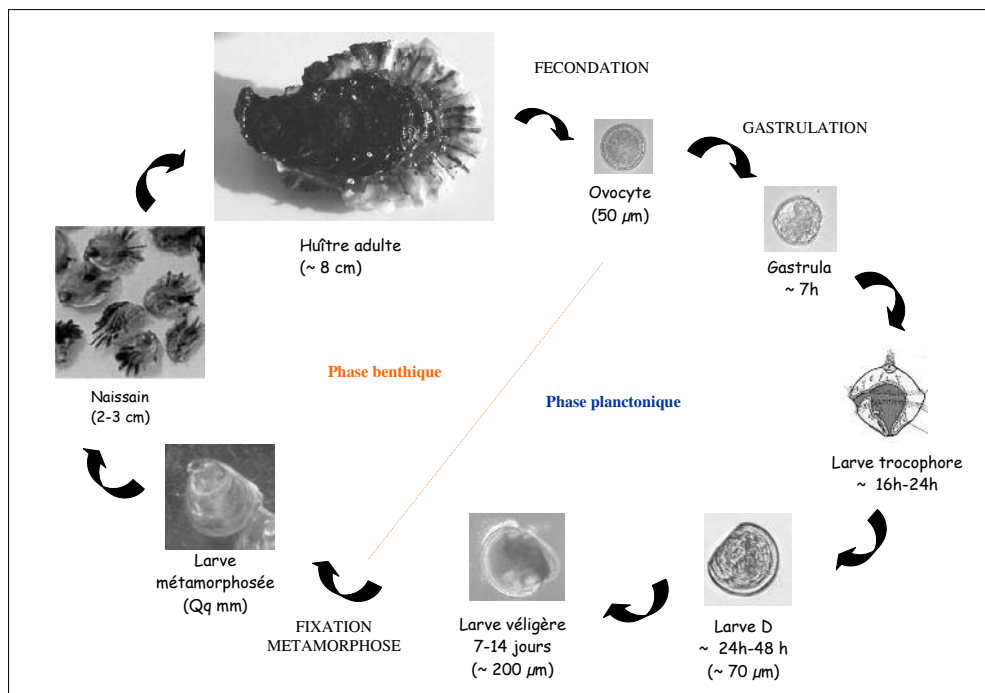 FECONDATION
GASTRULATION
Ovocyte
(50 µm)
Huître adulte
(~ 8 cm)
Gastrula
~ 7h
Phase benthique
Phase planctonique
Naissain
(2-3 cm)
Larve trocophore
~ 16h-24h
Larve
métamorphosée
(Qq mm)
FIXATION
METAMORPHOSE
Larve véligère
7-14 jours
(~ 200 µm)
Larve D
~ 24h-48 h
(~ 70 µm)